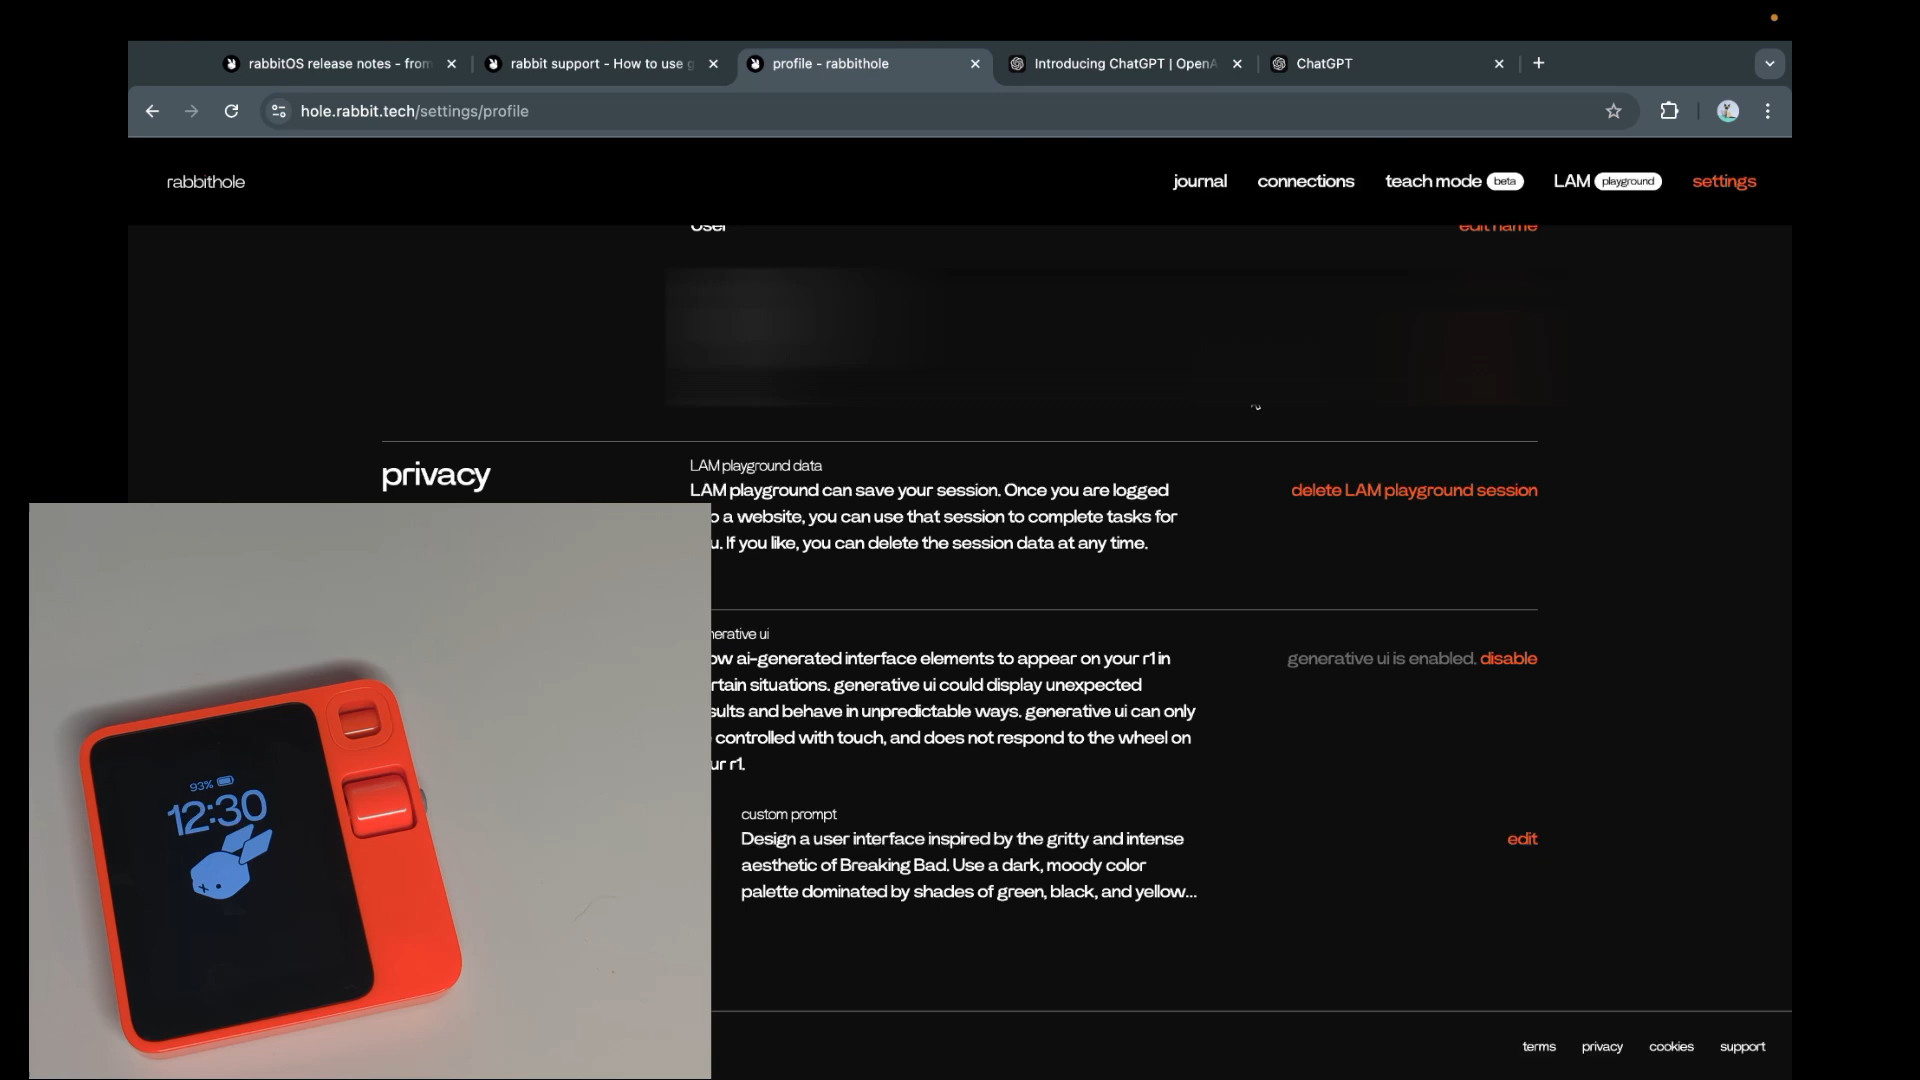 rabbitOS release notes - from
rabbit support - How to use g
profile - rabbithole
Introducing ChatGPT | OpenA
ChatGPT
hole.rabbit.tech/settings/profile
rabbithole
journal
connections
teach mode beta
LAM playground
settings
User
edit name
privacy
LAM playground data
LAM playground can save your session. Once you are logged
o a website, you can use that session to complete tasks for
u. If you like, you can delete the session data at any time.
delete LAM playground session
nerative ui
ow ai-generated interface elements to appear on your r1 in
rtain situations. generative ui could display unexpected
sults and behave in unpredictable ways. generative ui can only
controlled with touch, and does not respond to the wheel on
ur r1.
generative ui is enabled. disable
custom prompt
Design a user interface inspired by the gritty and intense
aesthetic of Breaking Bad. Use a dark, moody color
palette dominated by shades of green, black, and yellow...
edit
93%
12:30
terms
privacy
cookies
support